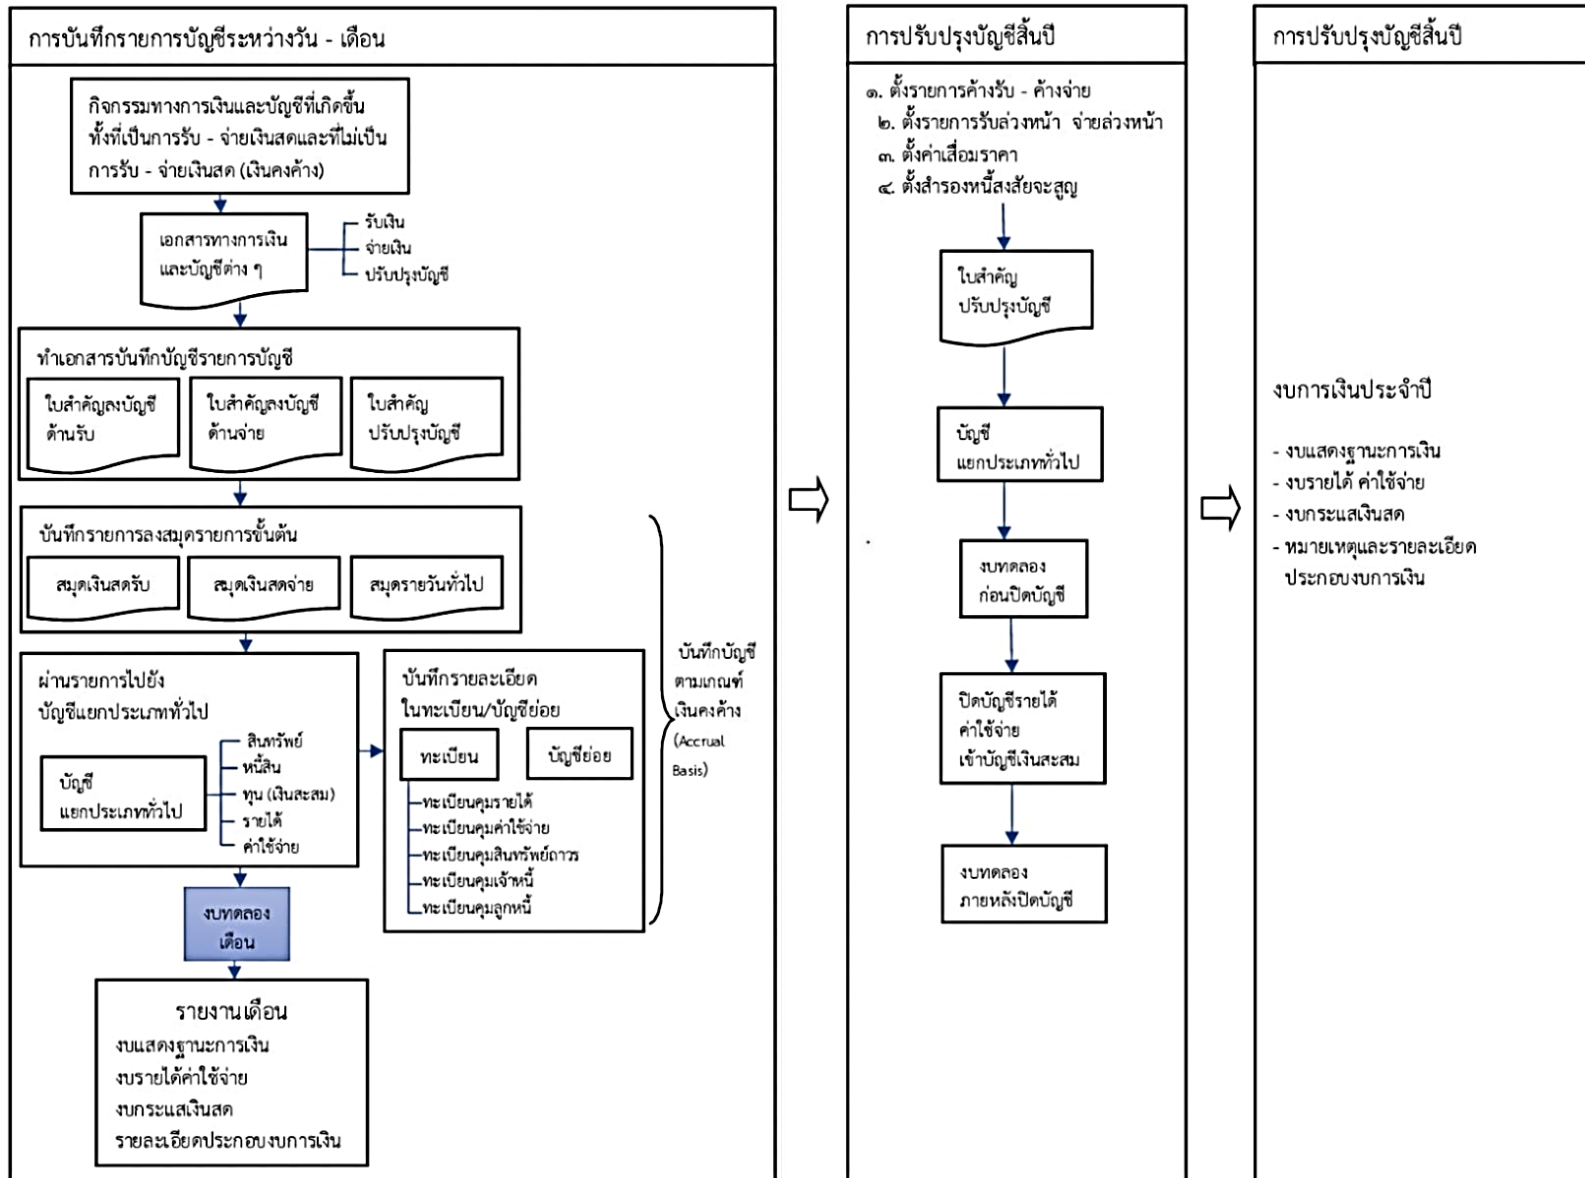 การบันทึกรายการบัญชีระหว่างวัน - เดือน
กิจกรรมทางการเงินและบัญชีที่เกิดขึ้น
ทั้งที่เป็นการรับ - จ่ายเงินสดและที่ไม่เป็น
การรับ - จ่ายเงินสด (เงินคงค้าง)
เอกสารทางการเงิน
และบัญชีต่าง ๆ
รับเงิน
จ่ายเงิน
ปรับปรุงบัญชี
ทำเอกสารบันทึกบัญชีรายการบัญชี
ใบสำคัญลงบัญชี
ด้านรับ
ใบสำคัญลงบัญชี
ด้านจ่าย
ใบสำคัญ
ปรับปรุงบัญชี
บันทึกรายการลงสมุดรายการขั้นต้น
สมุดเงินสดรับ
สมุดเงินสดจ่าย
สมุดรายวันทั่วไป
ผ่านรายการไปยัง
บัญชีแยกประเภททั่วไป
บัญชี
แยกประเภททั่วไป
สินทรัพย์
หนี้สิน
ทุน (เงินสะสม)
รายได้
ค่าใช้จ่าย
บันทึกรายละเอียด
ในทะเบียน/บัญชีย่อย
ทะเบียน
บัญชีย่อย
ทะเบียนคุมรายได้
ทะเบียนคุมค่าใช้จ่าย
ทะเบียนคุมสินทรัพย์ถาวร
ทะเบียนคุมเจ้าหนี้
ทะเบียนคุมลูกหนี้
บันทึกบัญชี
ตามเกณฑ์
เงินคงค้าง
(Accrual
Basis)
งบทดลอง
เดือน
รายงานเดือน
งบแสดงฐานะการเงิน
งบรายได้ค่าใช้จ่าย
งบกระแสเงินสด
รายละเอียดประกอบงบการเงิน
การปรับปรุงบัญชีสิ้นปี
๑. ตั้งรายการค้างรับ - ค้างจ่าย
๒. ตั้งรายการรับล่วงหน้า จ่ายล่วงหน้า
๓. ตั้งค่าเสื่อมราคา
๔. ตั้งสำรองหนี้สงสัยจะสูญ
ใบสำคัญ
ปรับปรุงบัญชี
บัญชี
แยกประเภททั่วไป
งบทดลอง
ก่อนปิดบัญชี
ปิดบัญชีรายได้
ค่าใช้จ่าย
เข้าบัญชีเงินสะสม
งบทดลอง
ภายหลังปิดบัญชี
การปรับปรุงบัญชีสิ้นปี
งบการเงินประจำปี
- งบแสดงฐานะการเงิน
- งบรายได้ ค่าใช้จ่าย
- งบกระแสเงินสด
- หมายเหตุและรายละเอียด
ประกอบงบการเงิน